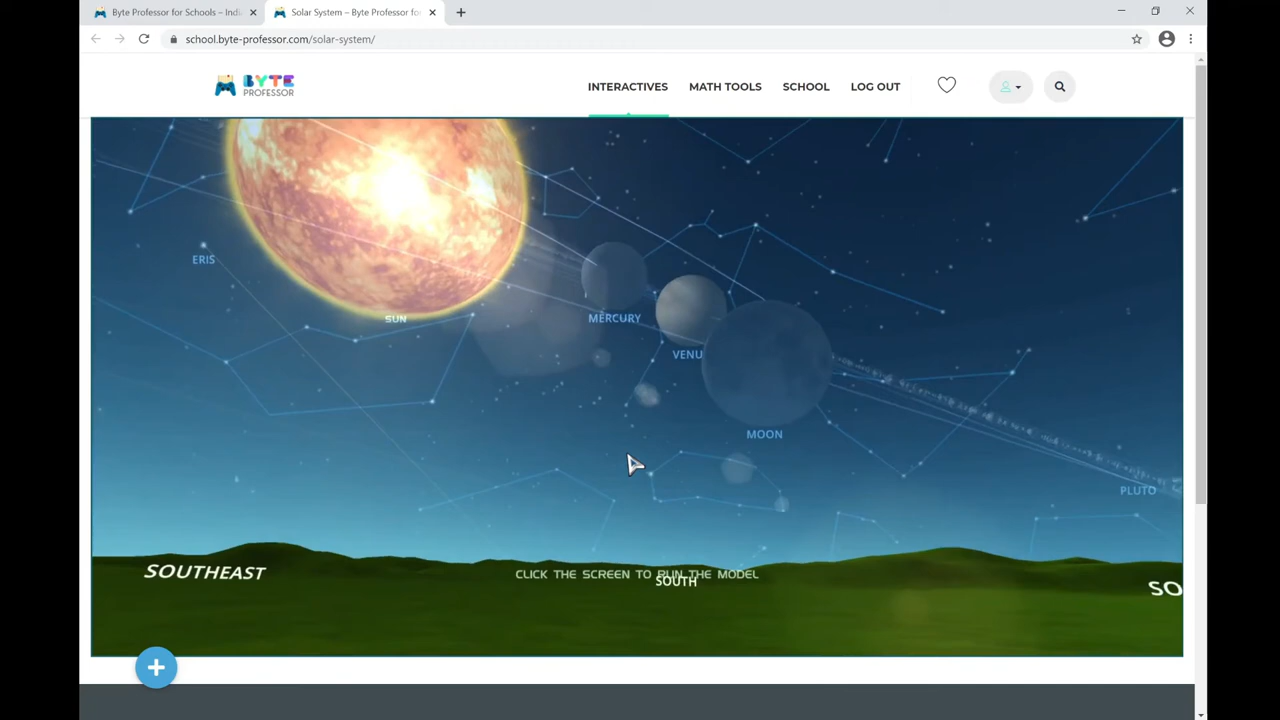 Byte Professor for Schools – Indi
Solar System – Byte Professor fo
school.byte-professor.com/solar-system/
BYTE
PROFESSOR
INTERACTIVES
MATH TOOLS
SCHOOL
LOG OUT
ERIS
SUN
MERCURY
VENU
MOON
PLUTO
SOUTHEAST
CLICK THE SCREEN TO RUN THE MODEL
SOUTH
SO